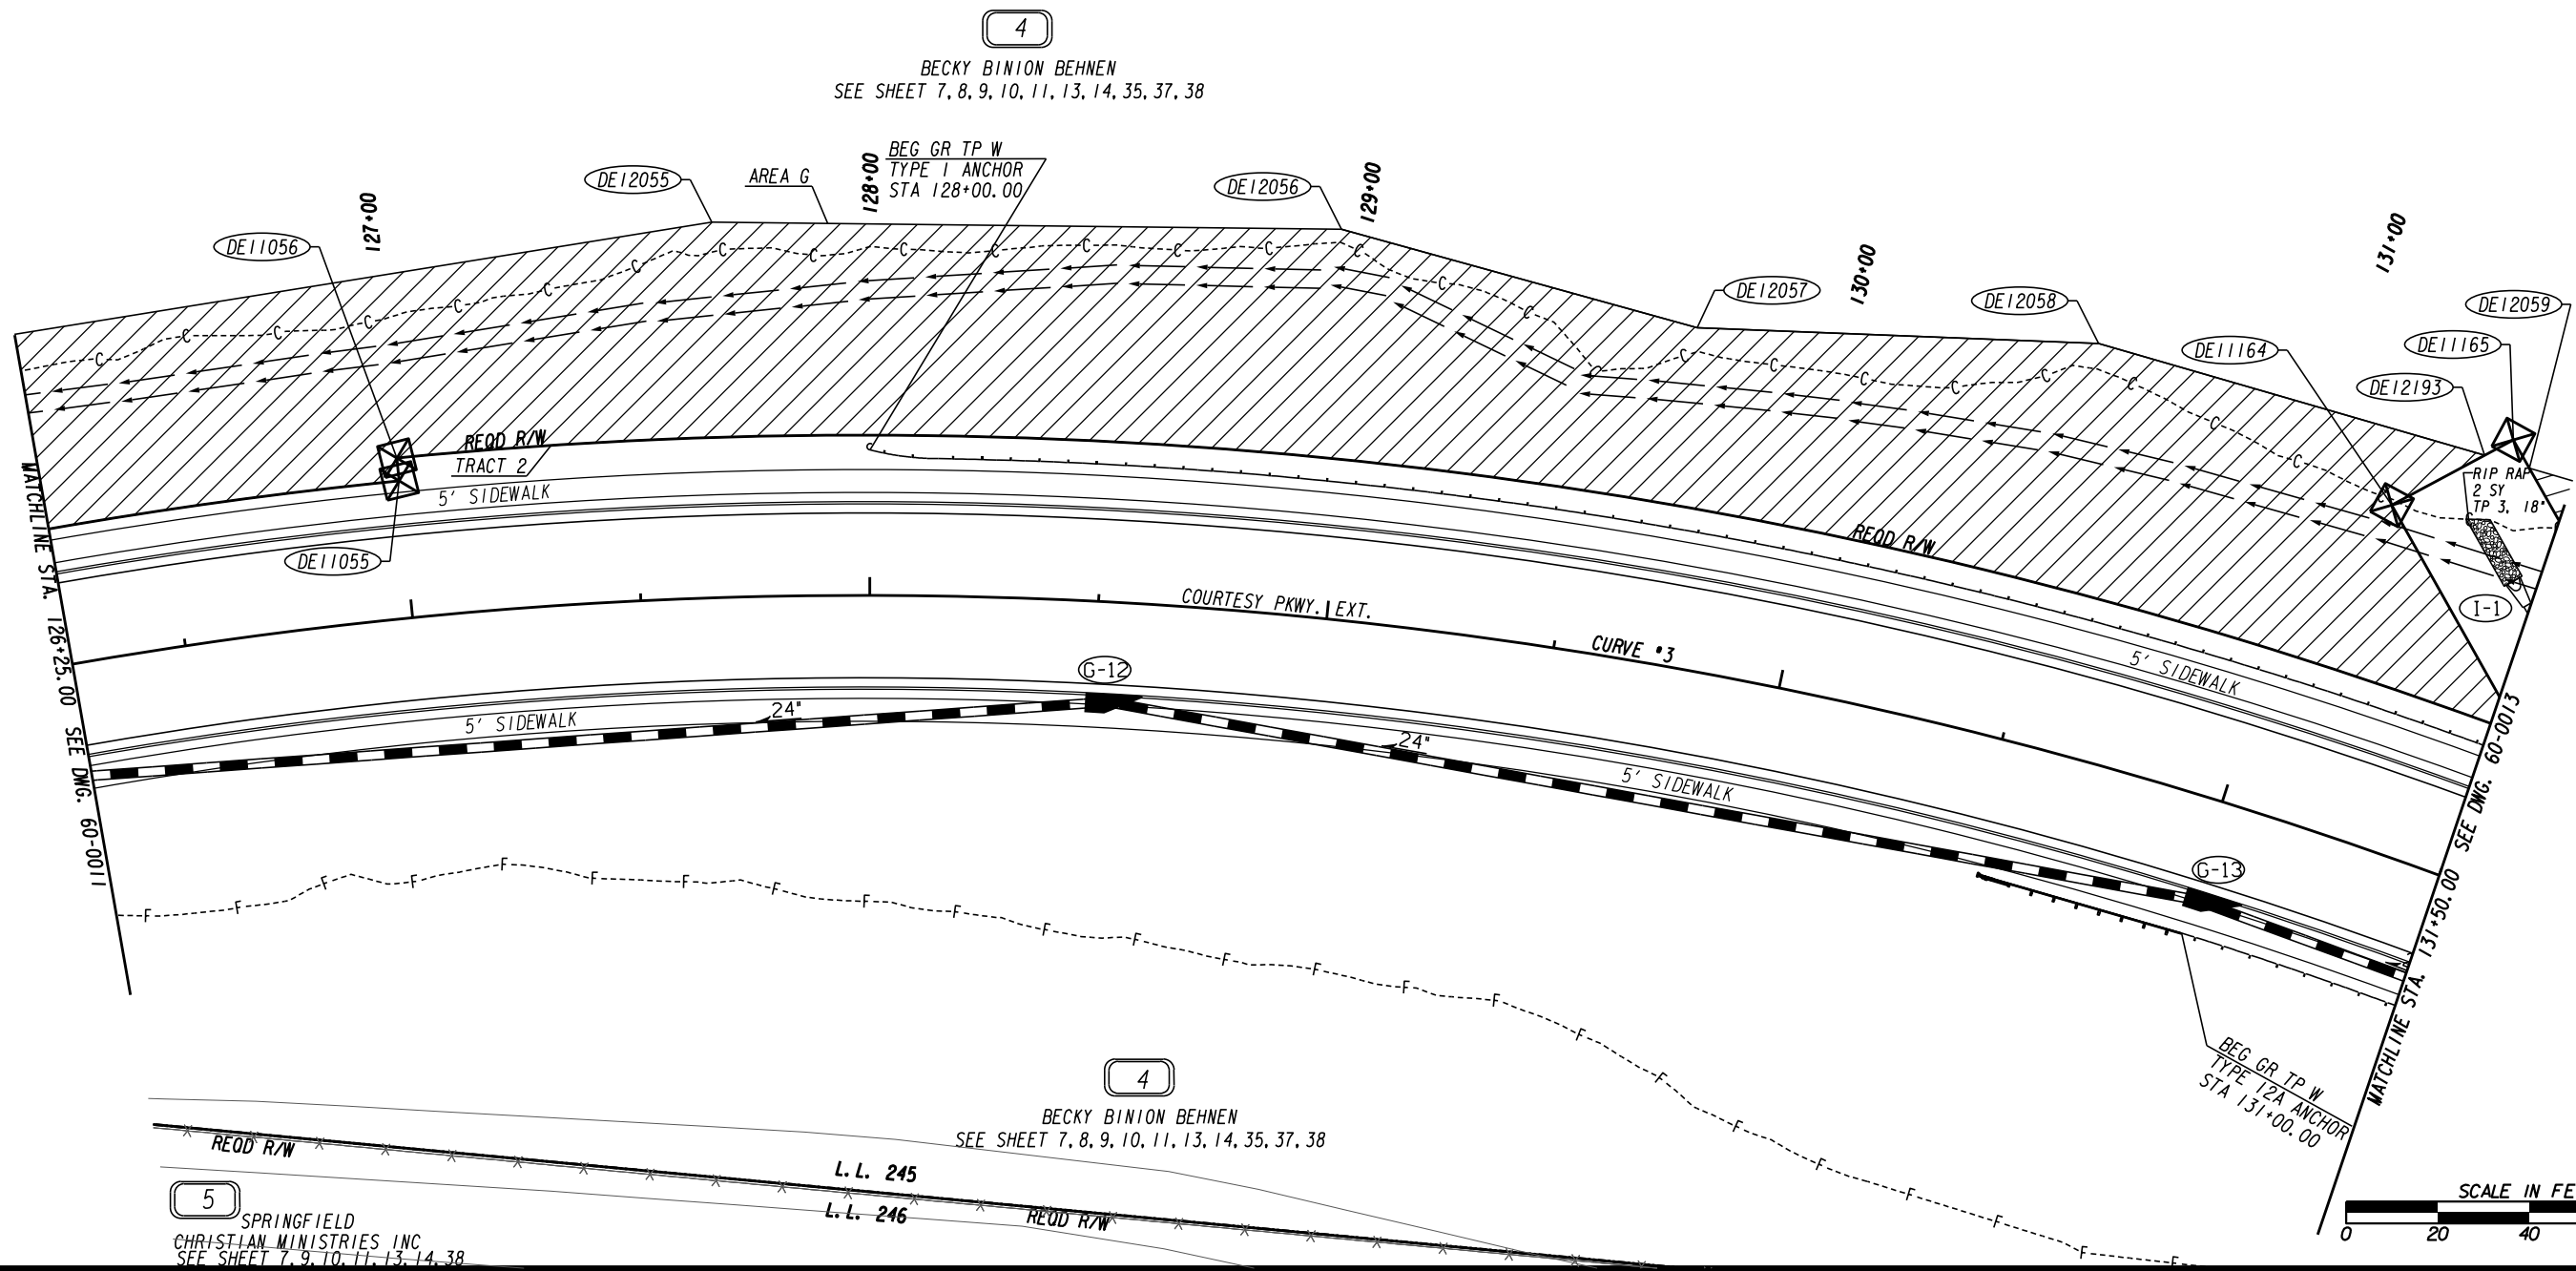 4
BECKY BINION BEHNEN
SEE SHEET 7, 8, 9, 10, 11, 13, 14, 35, 37, 38
BEG GR TP W
TYPE 1 ANCHOR
STA 128+00.00
DE12055
AREA G
DE12056
127+00
128+00
129+00
130+00
131+00
DE11056
DE12057
DE12058
DE12059
DE11165
DE11164
DE12193
REQD R/W
TRACT 2
5' SIDEWALK
DE11055
RIP RAP
2 SY
TP 3, 18"
I-1
REQD R/W
COURTESY PKWY. EXT.
CURVE #3
5' SIDEWALK
G-12
24"
5' SIDEWALK
24"
5' SIDEWALK
G-13
MATCHLINE STA. 126+25.00 SEE DWG. 60-0011
MATCHLINE STA. 131+50.00 SEE DWG. 60-0013
BEG GR TP W
TYPE 12A ANCHOR
STA 131+00.00
4
BECKY BINION BEHNEN
SEE SHEET 7, 8, 9, 10, 11, 13, 14, 35, 37, 38
REQD R/W
L.L. 245
L.L. 246
REQD R/W
5
SPRINGFIELD
CHRISTIAN MINISTRIES INC
SEE SHEET 7, 9, 10, 11, 13, 14, 38
SCALE IN FE
0 20 40